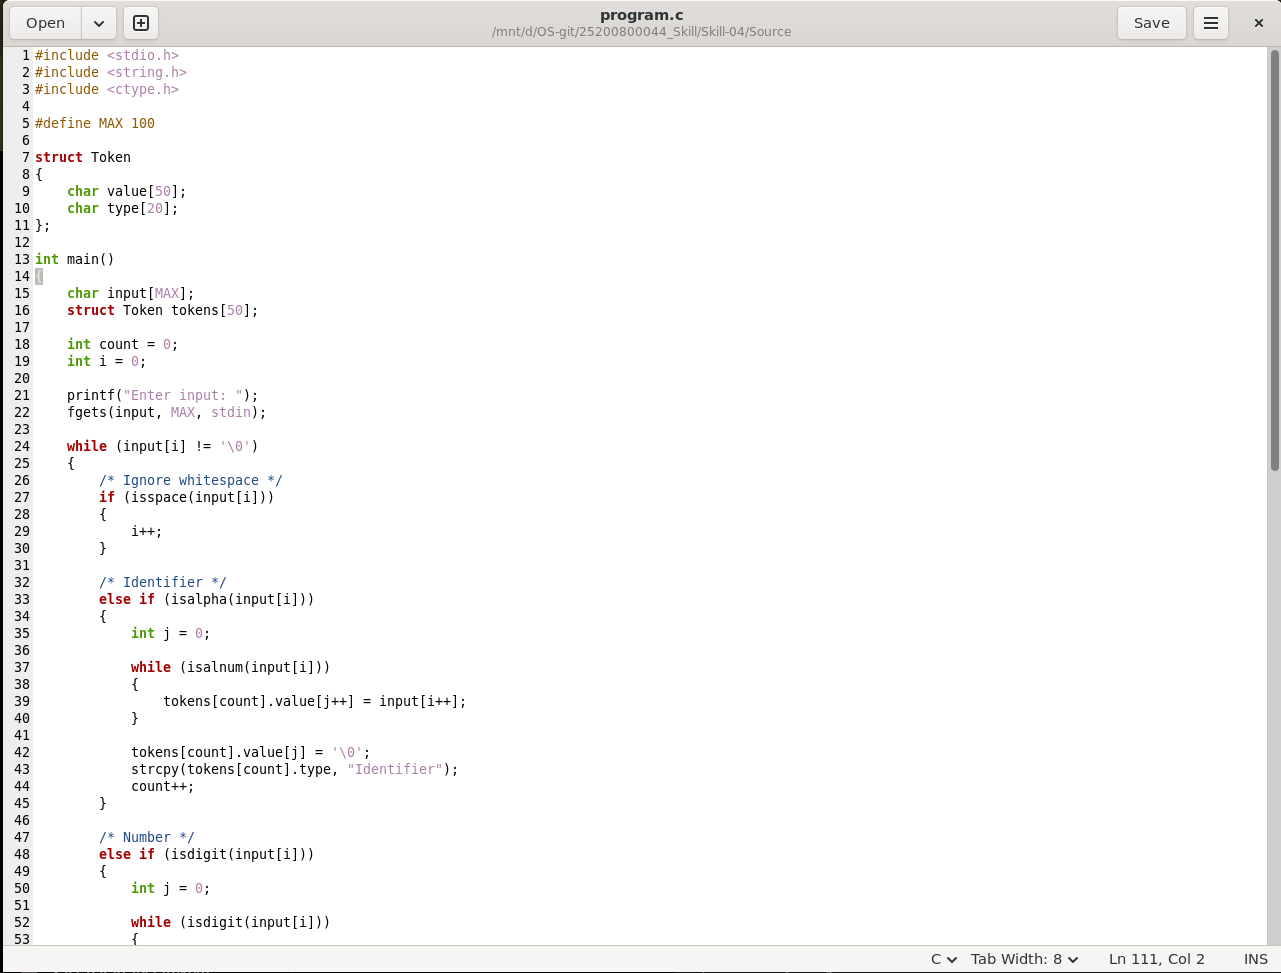 Open
program.c
/mnt/d/OS-git/25200800044_Skill/Skill-04/Source
Save
1 #include <stdio.h>
2 #include <string.h>
3 #include <ctype.h>
4
5 #define MAX 100
6
7 struct Token
8 {
9     char value[50];
10     char type[20];
11 };
12
13 int main()
14 {
15     char input[MAX];
16     struct Token tokens[50];
17
18     int count = 0;
19     int i = 0;
20
21     printf("Enter input: ");
22     fgets(input, MAX, stdin);
23
24     while (input[i] != '\0')
25     {
26         /* Ignore whitespace */
27         if (isspace(input[i]))
28         {
29             i++;
30         }
31
32         /* Identifier */
33         else if (isalpha(input[i]))
34         {
35             int j = 0;
36
37             while (isalnum(input[i]))
38             {
39                 tokens[count].value[j++] = input[i++];
40             }
41
42             tokens[count].value[j] = '\0';
43             strcpy(tokens[count].type, "Identifier");
44             count++;
45         }
46
47         /* Number */
48         else if (isdigit(input[i]))
49         {
50             int j = 0;
51
52             while (isdigit(input[i]))
53             {
C Tab Width: 8 Ln 111, Col 2 INS